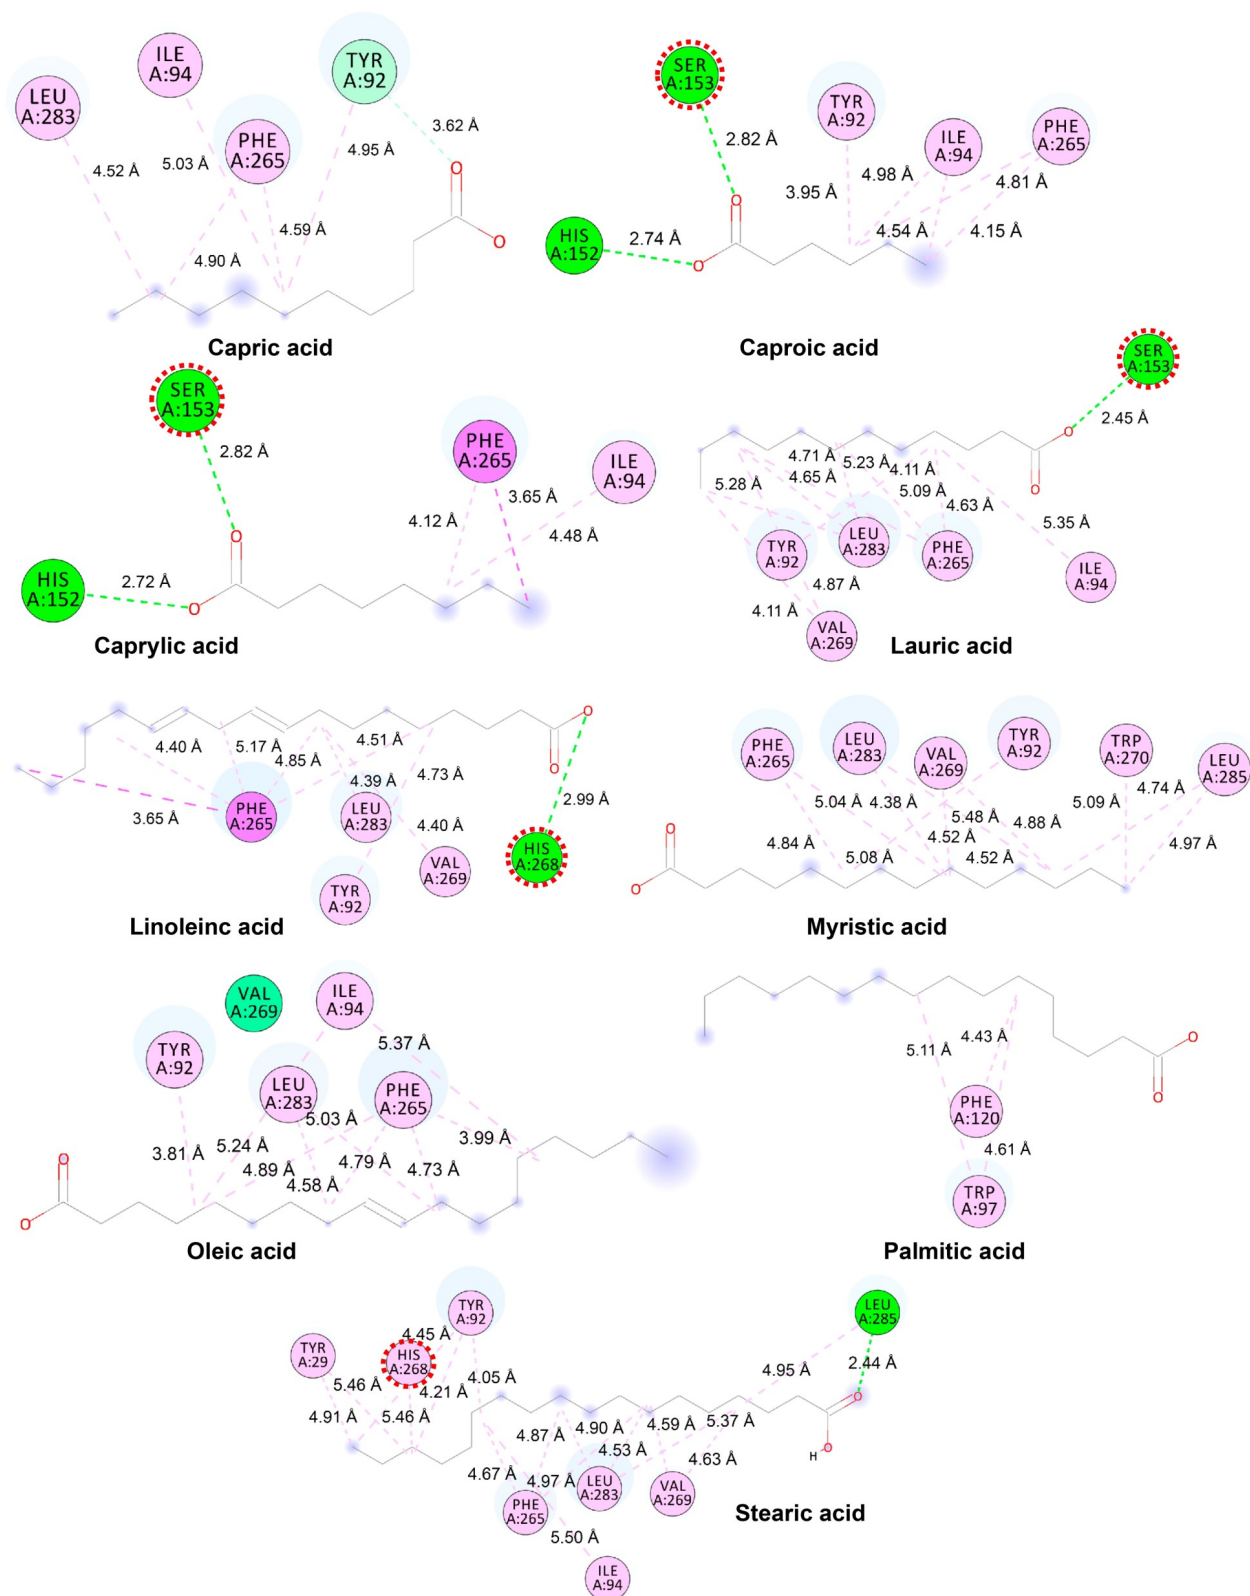 LEU
A:283
ILE
A:94
PHE
A:265
TYR
A:92
4.52 Å
5.03 Å
4.95 Å
3.62 Å
4.59 Å
4.90 Å
O
O
Capric acid
SER
A:153
TYR
A:92
ILE
A:94
PHE
A:265
HIS
A:152
2.82 Å
2.74 Å
3.95 Å
4.98 Å
4.81 Å
4.54 Å
4.15 Å
O
O
Caproic acid
SER
A:153
PHE
A:265
ILE
A:94
HIS
A:152
2.82 Å
3.65 Å
4.12 Å
4.48 Å
2.72 Å
O
O
Caprylic acid
SER
A:153
2.45 Å
O
O
4.71 Å
5.23 Å
4.11 Å
5.28 Å
4.65 Å
5.09 Å
4.63 Å
5.35 Å
TYR
A:92
LEU
A:283
PHE
A:265
ILE
A:94
4.87 Å
4.11 Å
VAL
A:269
Lauric acid
O
O
4.40 Å
5.17 Å
4.85 Å
4.51 Å
4.39 Å
4.73 Å
3.65 Å
2.99 Å
4.40 Å
PHE
A:265
LEU
A:283
VAL
A:269
HIS
A:268
TYR
A:92
Linoleinc acid
PHE
A:265
LEU
A:283
VAL
A:269
TYR
A:92
TRP
A:270
LEU
A:285
5.04 Å
4.38 Å
5.48 Å
4.88 Å
5.09 Å
4.74 Å
4.84 Å
5.08 Å
4.52 Å
4.52 Å
4.97 Å
O
O
Myristic acid
VAL
A:269
ILE
A:94
TYR
A:92
LEU
A:283
PHE
A:265
5.37 Å
5.03 Å
3.81 Å
5.24 Å
4.89 Å
4.58 Å
4.79 Å
4.73 Å
3.99 Å
O
O
Oleic acid
5.11 Å
4.43 Å
O
O
PHE
A:120
4.61 Å
TRP
A:97
Palmitic acid
TYR
A:92
TYR
A:29
HIS
A:268
LEU
A:285
4.45 Å
5.46 Å
4.21 Å
4.05 Å
4.91 Å
5.46 Å
4.95 Å
2.44 Å
4.87 Å
4.90 Å
4.59 Å
5.37 Å
4.53 Å
4.67 Å
4.97 Å
4.63 Å
O
O
H
PHE
A:265
LEU
A:283
VAL
A:269
5.50 Å
ILE
A:94
Stearic acid